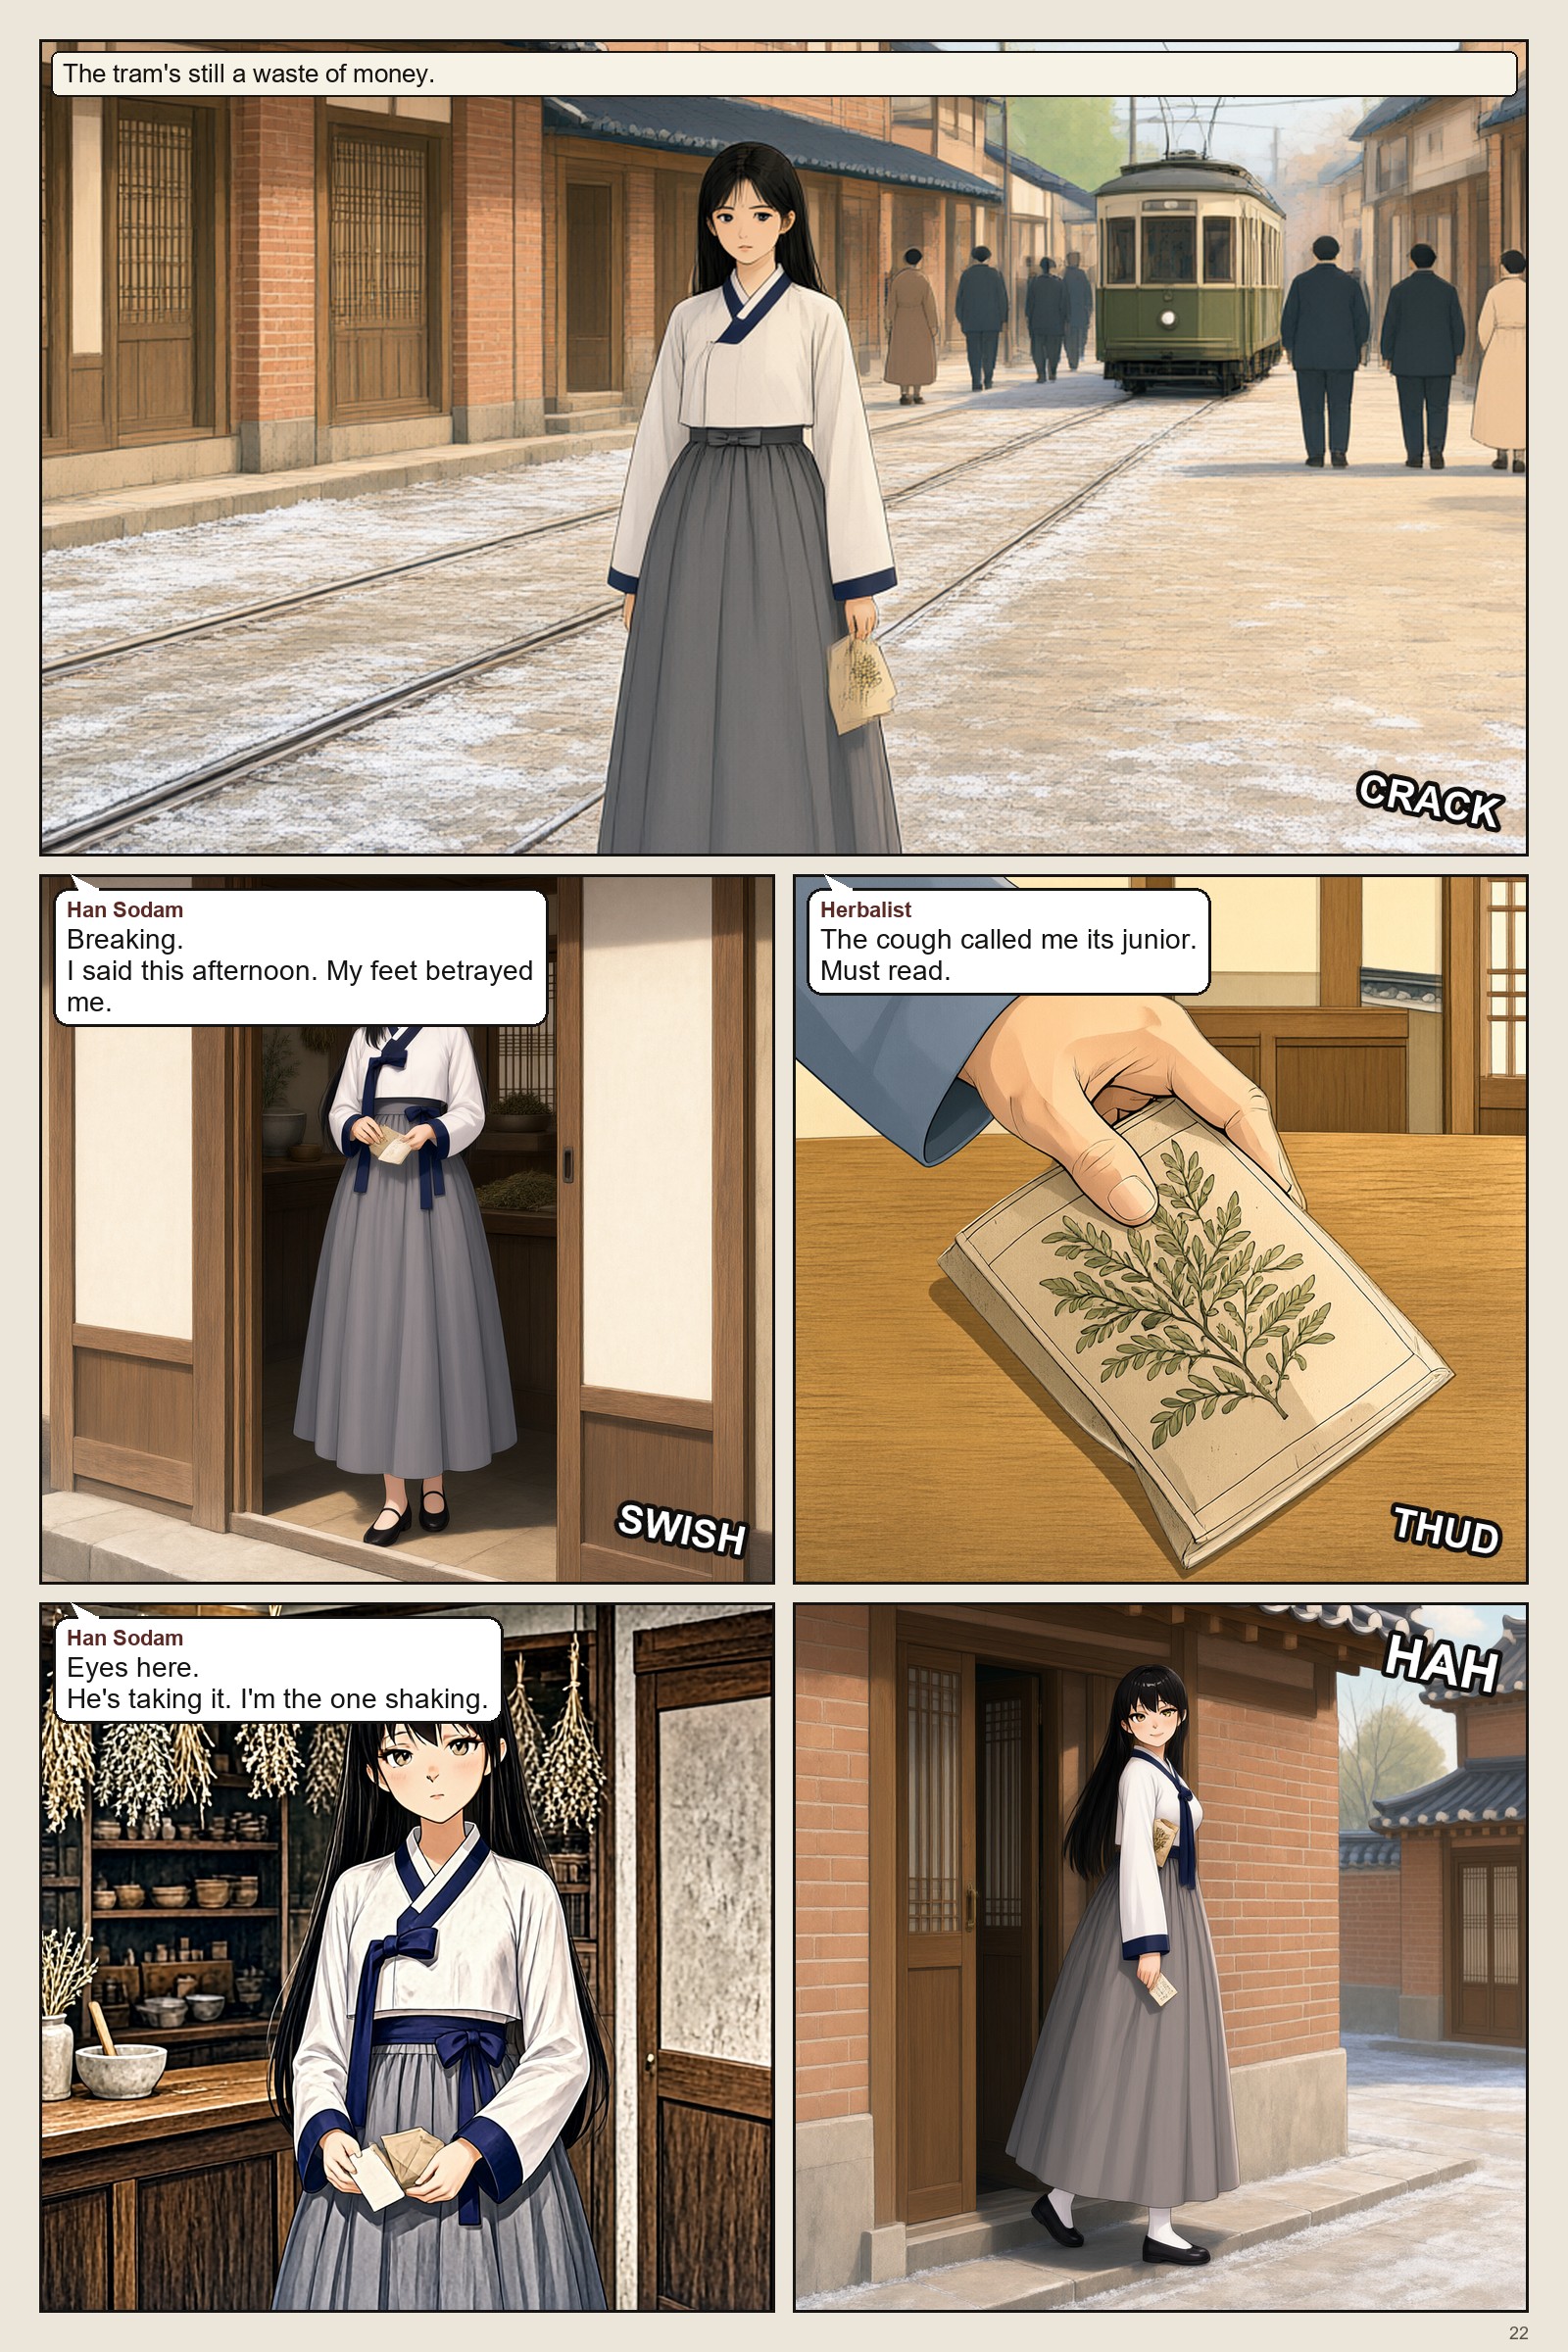 The tram's still a waste of money.
CRACK
Han Sodam
Breaking.
I said this afternoon. My feet betrayed
me.
SWISH
Herbalist
The cough called me its junior.
Must read.
THUD
Han Sodam
Eyes here.
He's taking it. I'm the one shaking.
HAH
22